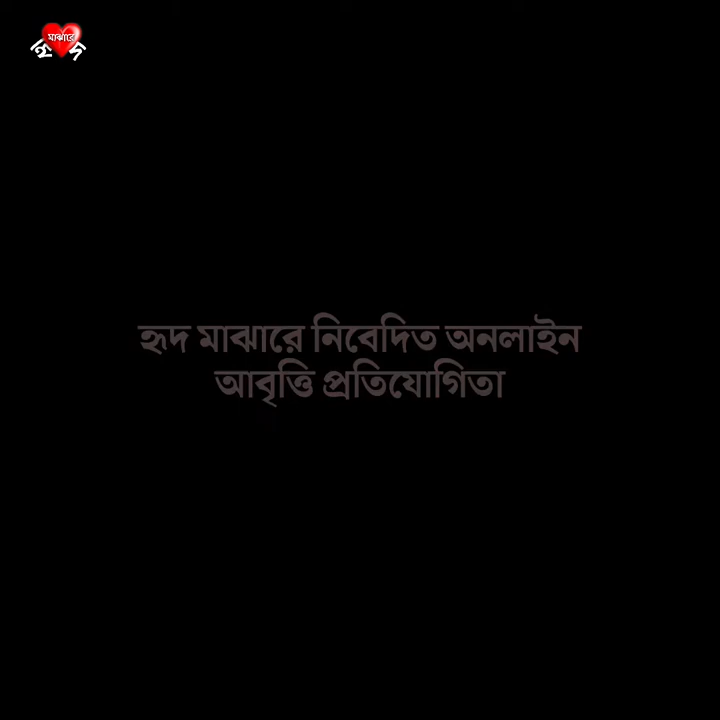 মাঝারে
হৃদ
হৃদ মাঝারে নিবেদিত অনলাইন
আবৃত্তি প্রতিযোগিতা